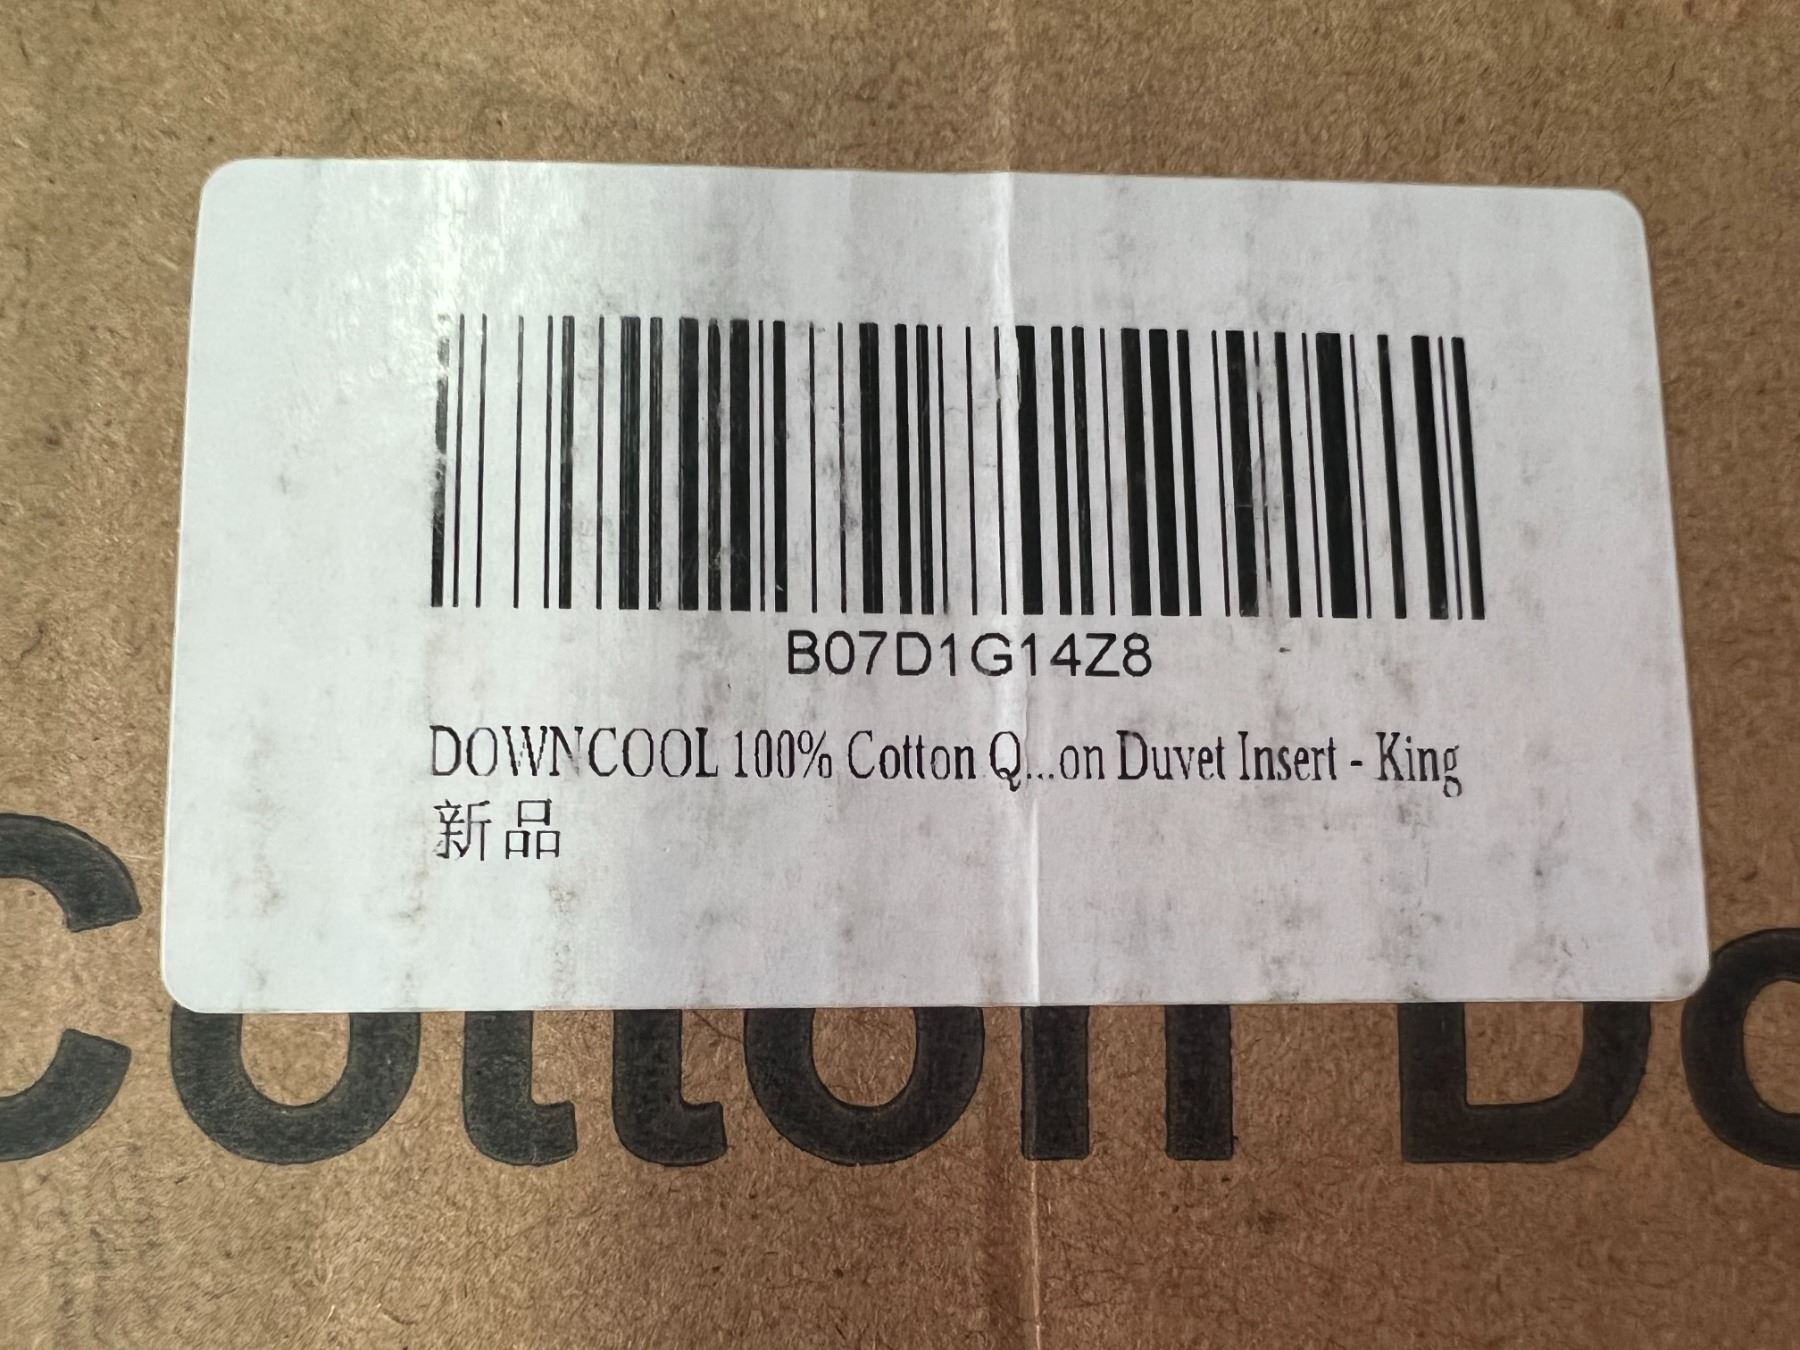 B07D1G14Z8
DOWNCOOL 100% Cotton Q...on Duvet Insert - King
新品
Cotton Do